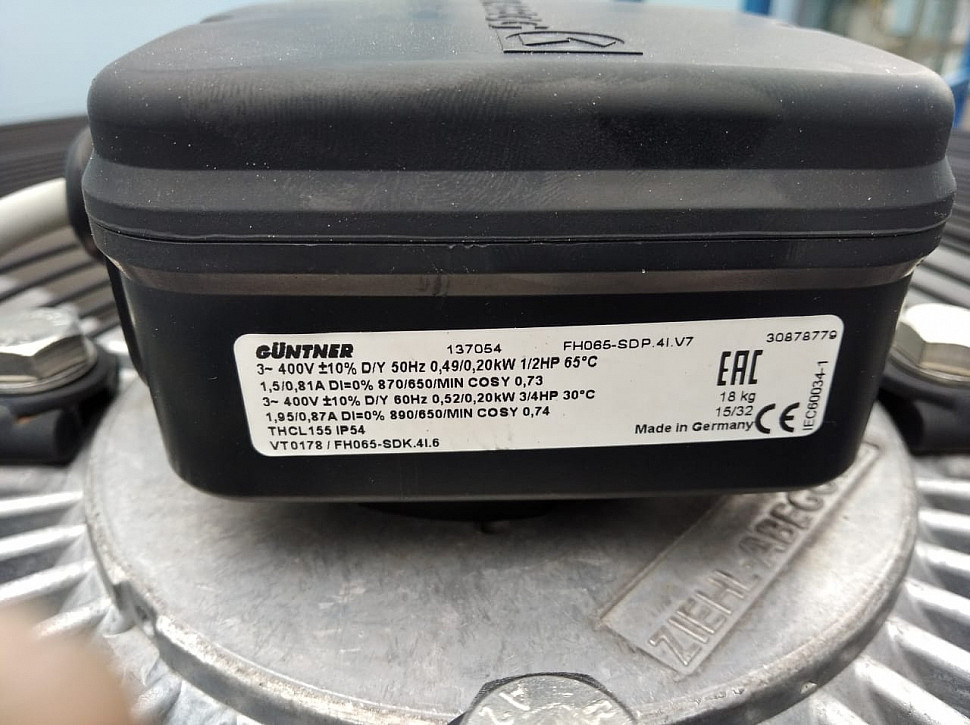 GÜNTNER 137054 FH065-SDP.4I.V7 30878779
3~ 400V ±10% D/Y 50Hz 0,49/0,20kW 1/2HP 65°C
1,5/0,81A DI=0% 870/650/MIN COSY 0,73
3~ 400V ±10% D/Y 60Hz 0,52/0,20kW 3/4HP 30°C
1,95/0,87A DI=0% 890/650/MIN COSY 0,74
THCL155 IP54
VT0178 / FH065-SDK.4I.6
EAC
18 kg
15/32
Made in Germany CE
IEC60034-1
ZIEHL-ABEGG